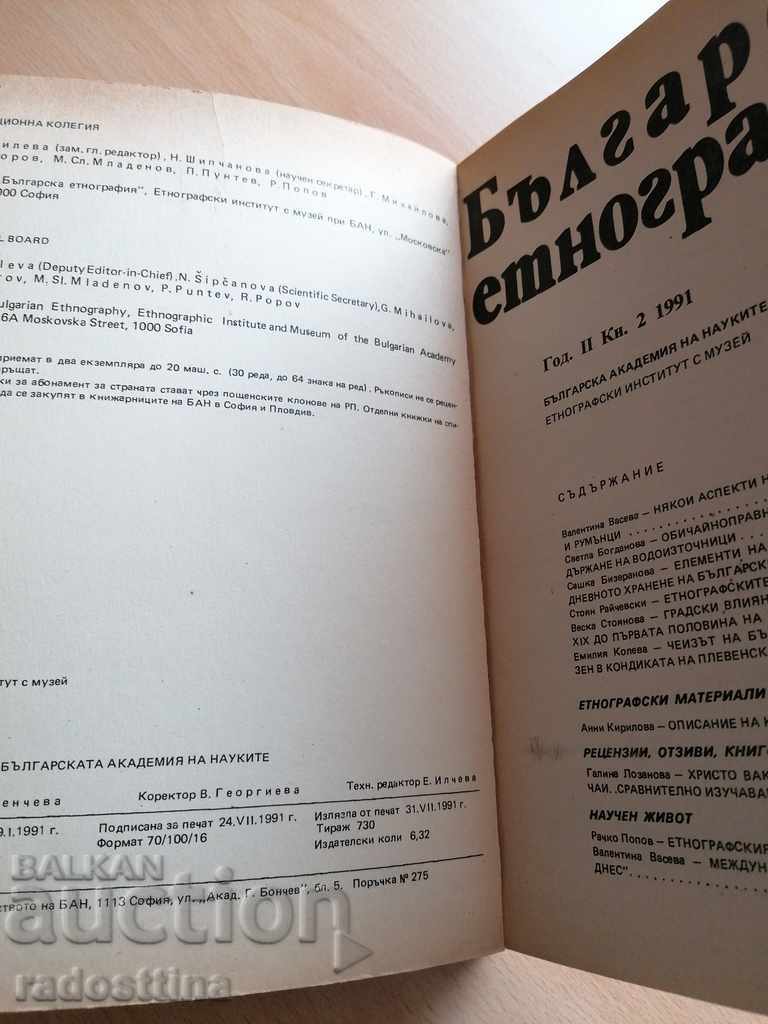 ЦИОННА КОЛЕГИЯ
илева (зам. гл. редактор), Н. Шипчанова (научен секретар), Г. Михайлова,
оров, М. Сл. Младенов, П. Пунтев, Р. Попов
Българска етнография", Етнографски институт с музей при БАН, ул. „Московска"
000 София
L BOARD
leva (Deputy Editor-in-Chief), N. Šipčanova (Scientific Secretary), G. Mihailova,
rov, M. Sl. Mladenov, P. Puntev, R. Popov
ulgarian Ethnography, Ethnographic Institute and Museum of the Bulgarian Academy
6A Moskovska Street, 1000 Sofia
приемат в два екземпляра до 20 маш. с. (30 реда, до 64 знака на ред). Ръкописи не се рецен-
ръщат.
ки за абонамент за страната стават чрез пощенските клонове на РП. Отделни книжки на спи-
да се закупят в книжарниците на БАН в София и Пловдив.
итут с музей
БЪЛГАРСКАТА АКАДЕМИЯ НА НАУКИТЕ
енчева Коректор В. Георгиева Техн. редактор Е. Илчева
9.I.1991 г. Подписана за печат 24.VII.1991 г. Излязла от печат 31.VII.1991 г.
Формат 70/100/16 Тираж 730
Издателски коли 6,32
ството на БАН, 1113 София, ул. „Акад. Г. Бончев", бл. 5. Поръчка № 275
Българ
етногра
Год. II Кн. 2 1991
БЪЛГАРСКА АКАДЕМИЯ НА НАУКИТЕ
ЕТНОГРАФСКИ ИНСТИТУТ С МУЗЕЙ
СЪДЪРЖАНИЕ
Валентина Васева — НЯКОИ АСПЕКТИ Н
И РУМЪНЦИ
Светла Богданова — ОБИЧАЙНОПРАВН
ДЪРЖАНЕ НА ВОДОИЗТОЧНИЦИ
Сашка Бизеранова — ЕЛЕМЕНТИ НА
ДНЕВНОТО ХРАНЕНЕ НА БЪЛГАРСКИ
Стоян Райчевски — ЕТНОГРАФСКИТЕ
Веска Стоянова — ГРАДСКИ ВЛИЯН
XIX ДО ПЪРВАТА ПОЛОВИНА НА
Емилия Колева — ЧЕИЗЪТ НА БЪ
ЗЕН В КОНДИКАТА НА ПЛЕВЕНСК
ЕТНОГРАФСКИ МАТЕРИАЛИ
Анни Кирилова — ОПИСАНИЕ НА
РЕЦЕНЗИИ, ОТЗИВИ, КНИГ
Галина Лозанова — ХРИСТО ВАК
ЧАИ. „СРАВНИТЕЛНО ИЗУЧАВА
НАУЧЕН ЖИВОТ
Рачко Попов — ЕТНОГРАФСКИЯ
Валентина Васева — МЕЖДУН
ДНЕС"
BALKAN
auction
radosttina